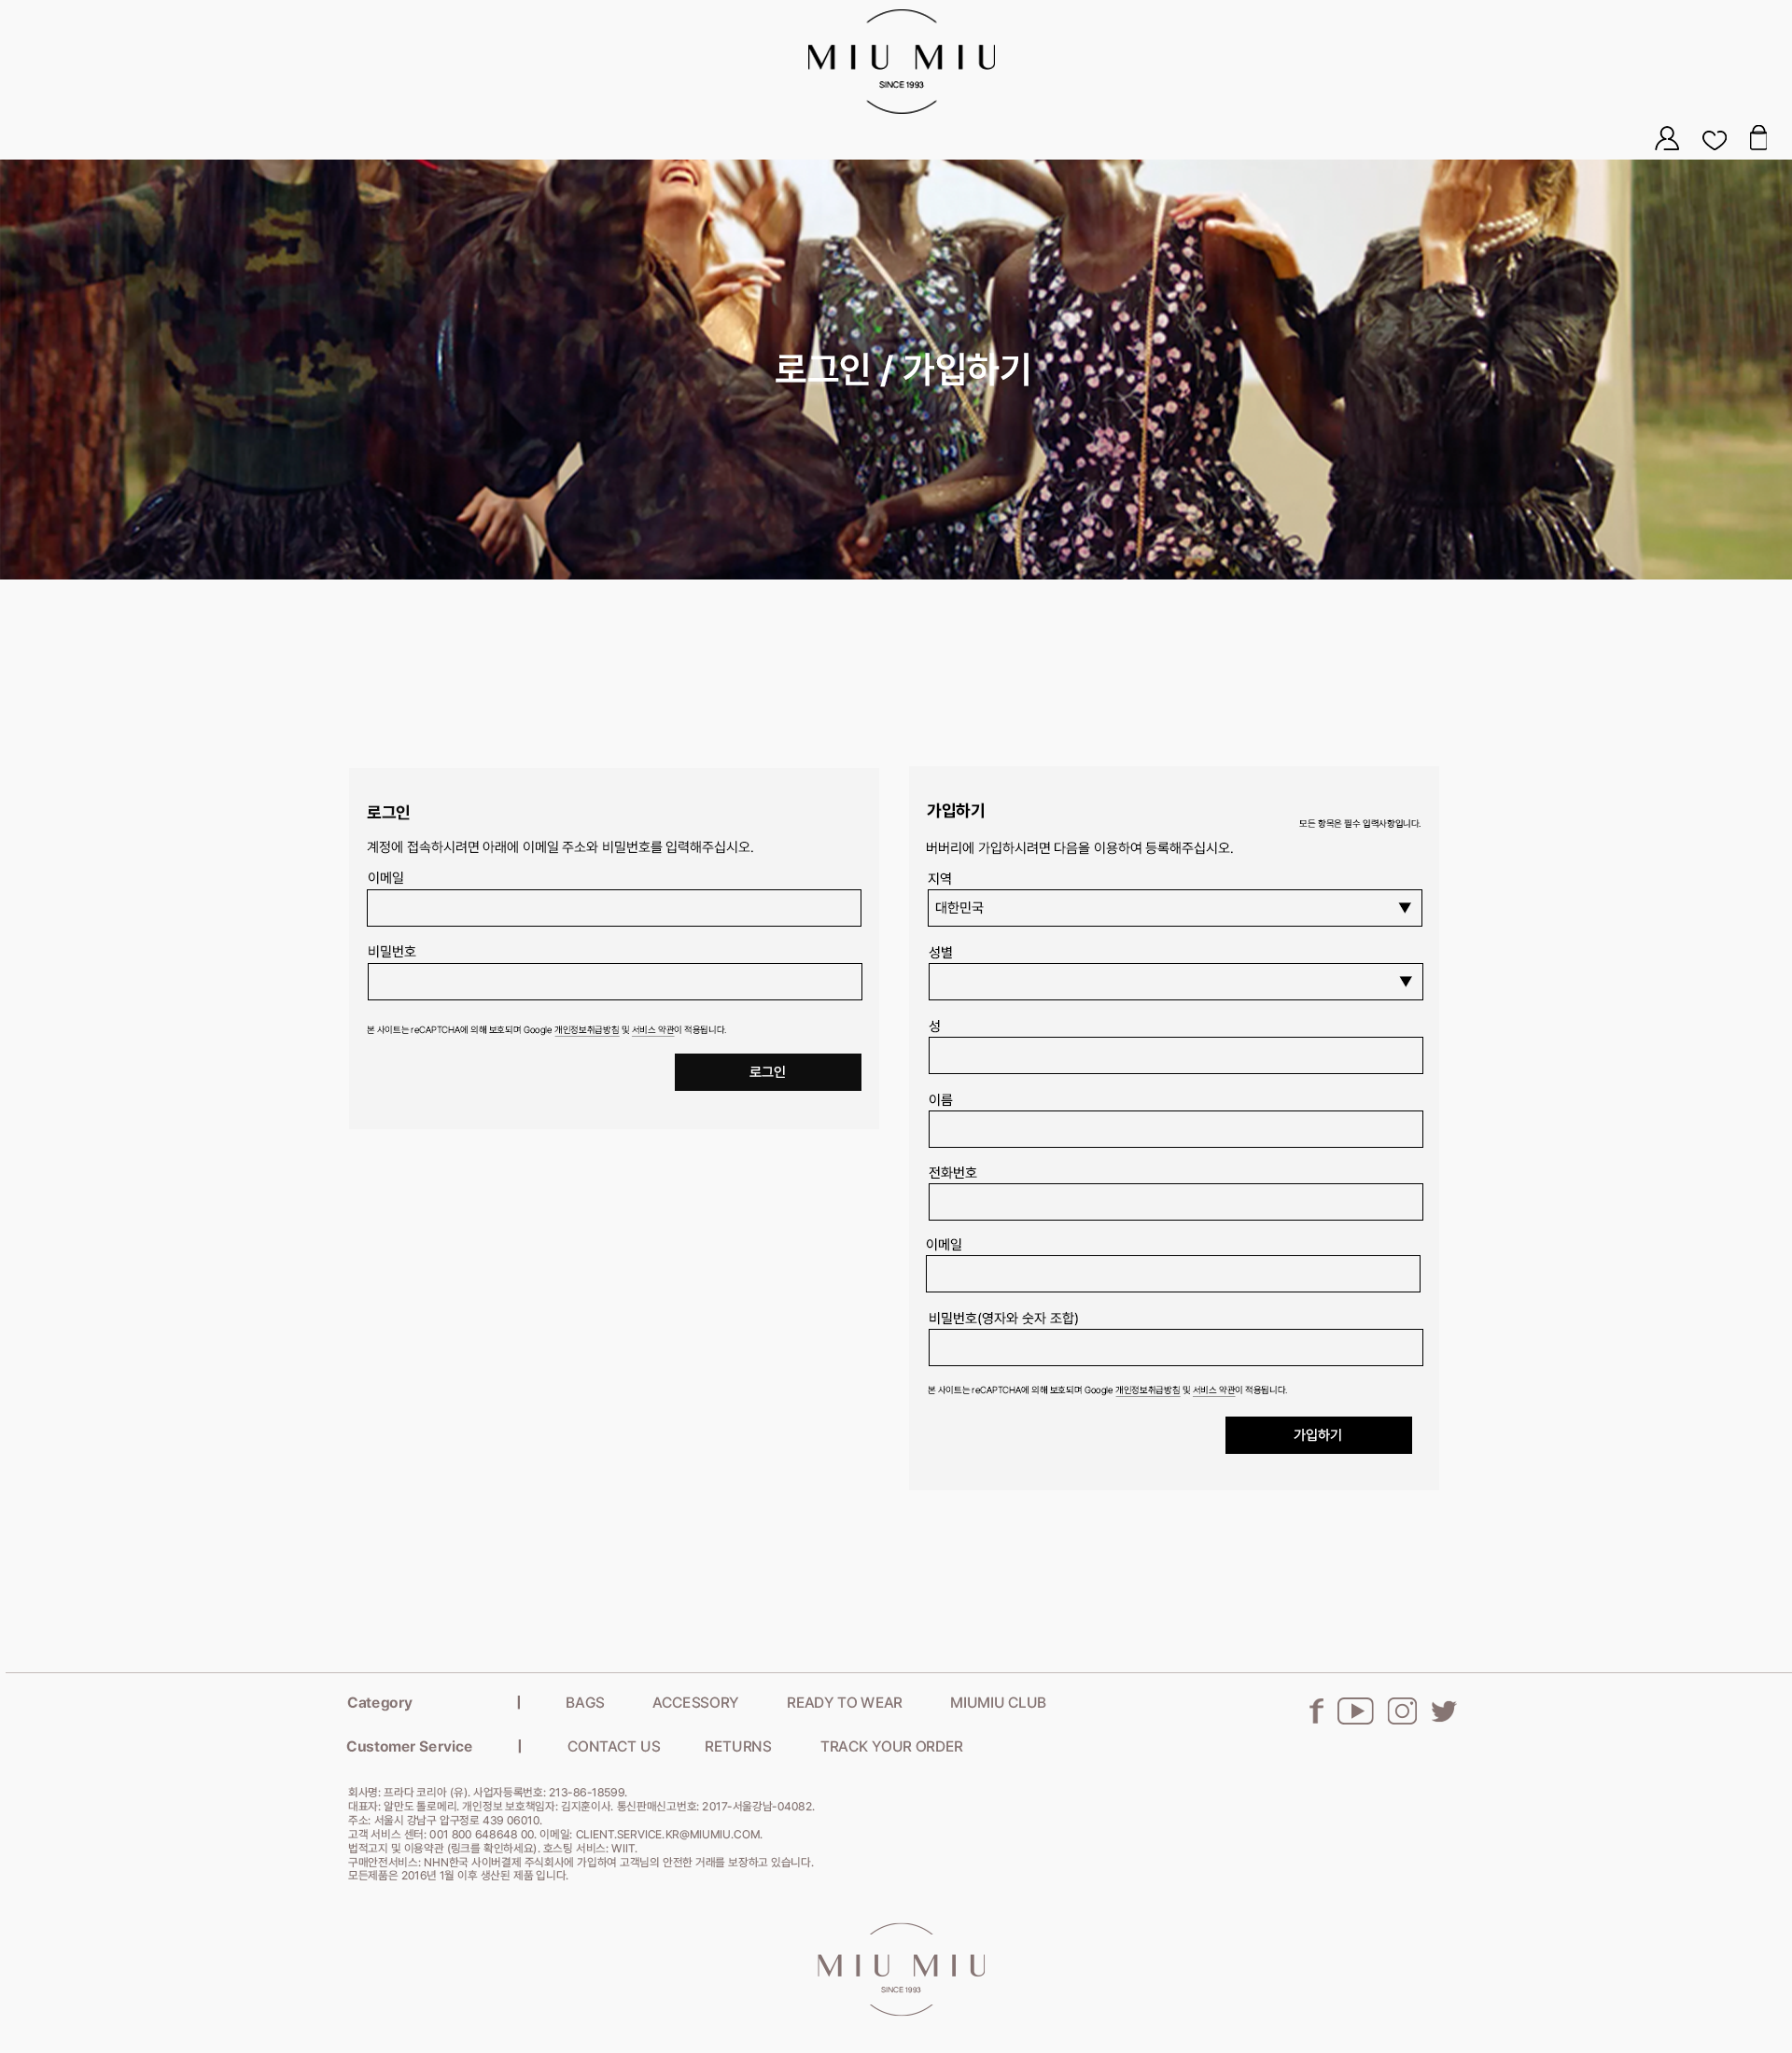 MIU MIU
SINCE 1993
로그인 / 가입하기
로그인
계정에 접속하시려면 아래에 이메일 주소와 비밀번호를 입력해주십시오.
이메일
비밀번호
본 사이트는 reCAPTCHA에 의해 보호되며 Google 개인정보취급방침 및 서비스 약관이 적용됩니다.
로그인
가입하기
모든 항목은 필수 입력사항입니다.
버버리에 가입하시려면 다음을 이용하여 등록해주십시오.
지역
대한민국 ▼
성별
▼
성
이름
전화번호
이메일
비밀번호(영자와 숫자 조합)
본 사이트는 reCAPTCHA에 의해 보호되며 Google 개인정보취급방침 및 서비스 약관이 적용됩니다.
가입하기
Category | BAGS ACCESSORY READY TO WEAR MIUMIU CLUB
Customer Service | CONTACT US RETURNS TRACK YOUR ORDER
회사명: 프라다 코리아 (유). 사업자등록번호: 213-86-18599.
대표자: 알만도 톨로메리. 개인정보 보호책임자: 김지훈이사. 통신판매신고번호: 2017-서울강남-04082.
주소: 서울시 강남구 압구정로 439 06010.
고객 서비스 센터: 001 800 648648 00. 이메일: CLIENT.SERVICE.KR@MIUMIU.COM.
법적고지 및 이용약관 (링크를 확인하세요). 호스팅 서비스: WIIT.
구매안전서비스: NHN한국 사이버결제 주식회사에 가입하여 고객님의 안전한 거래를 보장하고 있습니다.
모든제품은 2016년 1월 이후 생산된 제품 입니다.
MIU MIU
SINCE 1993